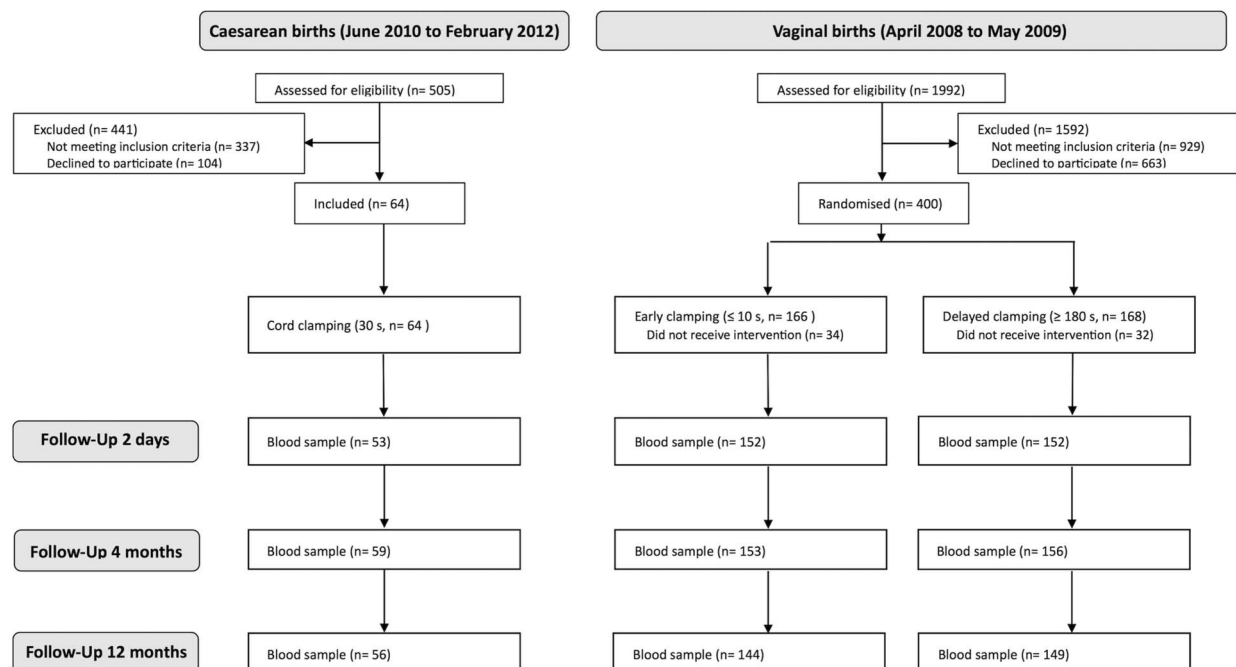 Caesarean births (June 2010 to February 2012)
Vaginal births (April 2008 to May 2009)
Assessed for eligibility (n= 505)
Assessed for eligibility (n= 1992)
Excluded (n= 441)
Not meeting inclusion criteria (n= 337)
Declined to participate (n= 104)
Excluded (n= 1592)
Not meeting inclusion criteria (n= 929)
Declined to participate (n= 663)
Included (n= 64)
Randomised (n= 400)
Cord clamping (30 s, n= 64 )
Early clamping (≤ 10 s, n= 166 )
Did not receive intervention (n= 34)
Delayed clamping (≥ 180 s, n= 168)
Did not receive intervention (n= 32)
Follow-Up 2 days
Blood sample (n= 53)
Blood sample (n= 152)
Blood sample (n= 152)
Follow-Up 4 months
Blood sample (n= 59)
Blood sample (n= 153)
Blood sample (n= 156)
Follow-Up 12 months
Blood sample (n= 56)
Blood sample (n= 144)
Blood sample (n= 149)